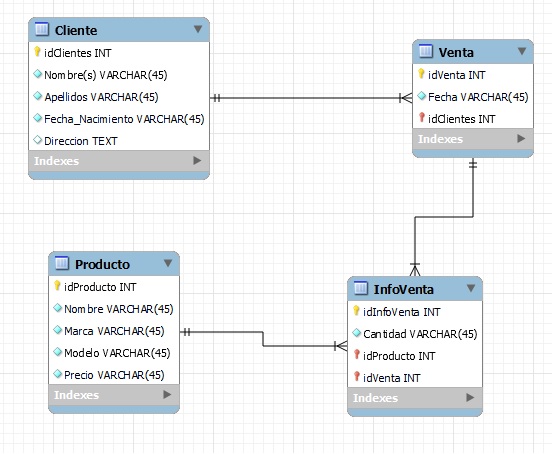 Cliente
idClientes INT
Nombre(s) VARCHAR(45)
Apellidos VARCHAR(45)
Fecha_Nacimiento VARCHAR(45)
Direccion TEXT
Indexes
Venta
idVenta INT
Fecha VARCHAR(45)
idClientes INT
Indexes
Producto
idProducto INT
Nombre VARCHAR(45)
Marca VARCHAR(45)
Modelo VARCHAR(45)
Precio VARCHAR(45)
Indexes
InfoVenta
idInfoVenta INT
Cantidad VARCHAR(45)
idProducto INT
idVenta INT
Indexes